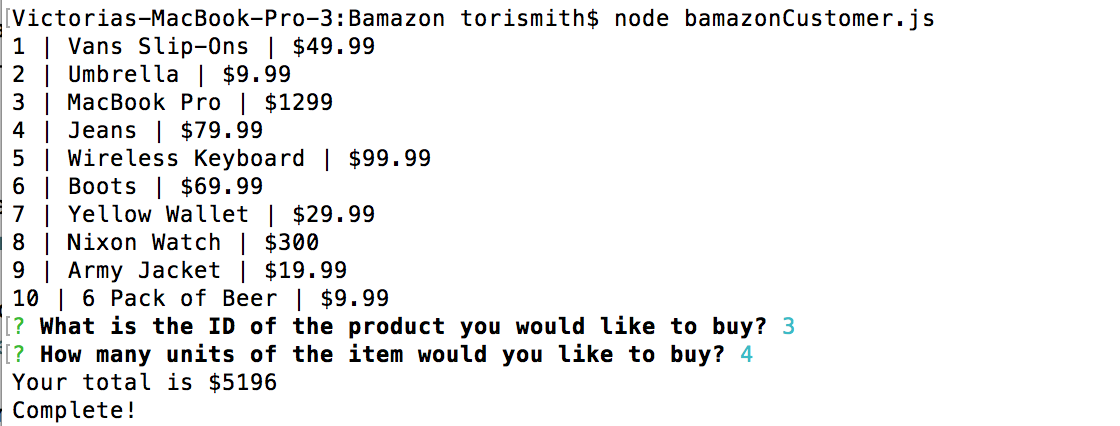 [Victorias-MacBook-Pro-3:Bamazon torismith$ node bamazonCustomer.js
1 | Vans Slip-Ons | $49.99
2 | Umbrella | $9.99
3 | MacBook Pro | $1299
4 | Jeans | $79.99
5 | Wireless Keyboard | $99.99
6 | Boots | $69.99
7 | Yellow Wallet | $29.99
8 | Nixon Watch | $300
9 | Army Jacket | $19.99
10 | 6 Pack of Beer | $9.99
[? What is the ID of the product you would like to buy? 3
[? How many units of the item would you like to buy? 4
Your total is $5196
Complete!